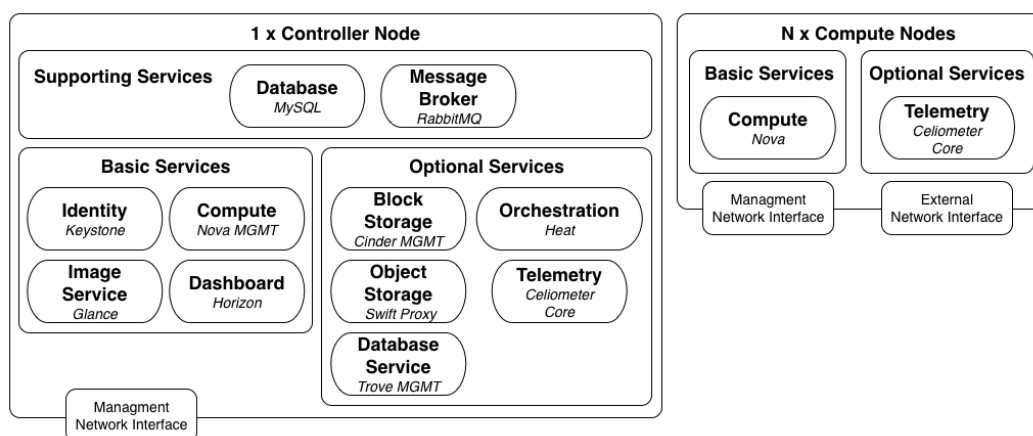 1 x Controller Node
Supporting Services
Database
MySQL
Message
Broker
RabbitMQ
Basic Services
Identity
Keystone
Compute
Nova MGMT
Image
Service
Glance
Dashboard
Horizon
Optional Services
Block
Storage
Cinder MGMT
Orchestration
Heat
Object
Storage
Swift Proxy
Telemetry
Celiometer
Core
Database
Service
Trove MGMT
Managment
Network Interface
N x Compute Nodes
Basic Services
Compute
Nova
Optional Services
Telemetry
Celiometer
Core
Managment
Network Interface
External
Network Interface